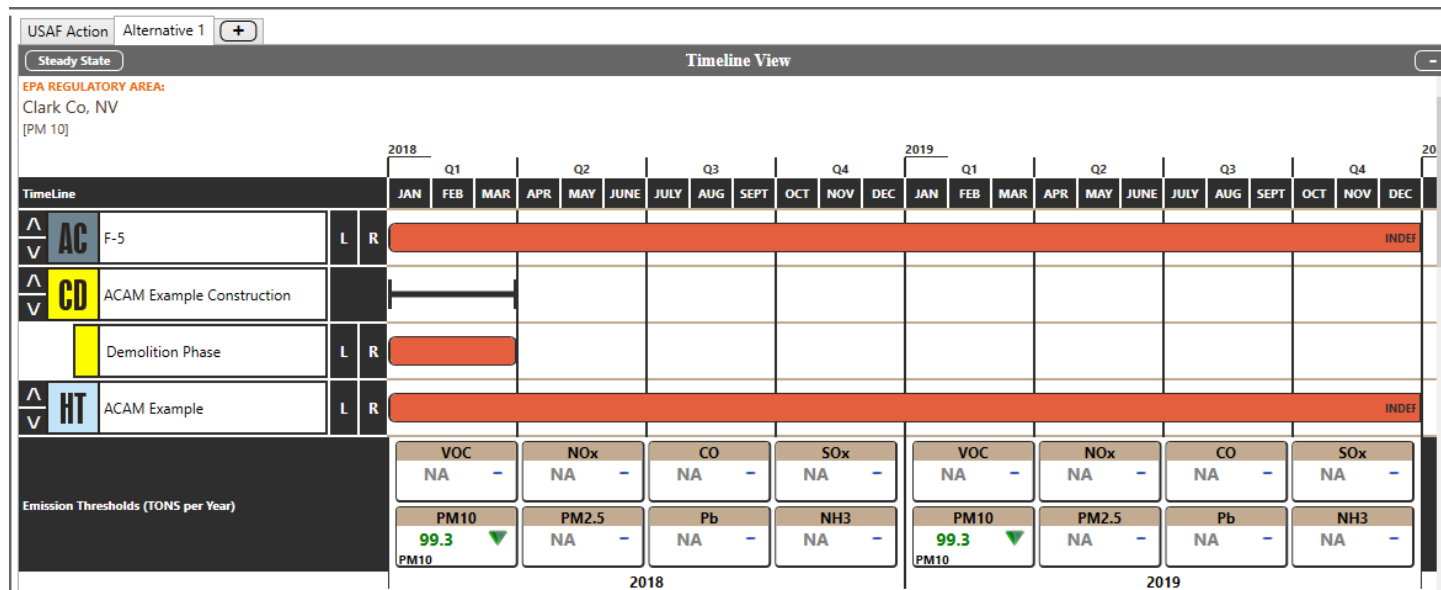 USAF Action Alternative 1 +
Steady State Timeline View -
EPA REGULATORY AREA:
Clark Co, NV
[PM 10]
2018 2019 20
Q1 Q2 Q3 Q4 Q1 Q2 Q3 Q4
TimeLine JAN FEB MAR APR MAY JUNE JULY AUG SEPT OCT NOV DEC JAN FEB MAR APR MAY JUNE JULY AUG SEPT OCT NOV DEC
AC F-5 L R INDEF
CD ACAM Example Construction
Demolition Phase L R
HT ACAM Example L R INDEF
VOC NOx CO SOx VOC NOx CO SOx
NA - NA - NA - NA - NA - NA - NA - NA -
Emission Thresholds (TONS per Year)
PM10 PM2.5 Pb NH3 PM10 PM2.5 Pb NH3
99.3 NA - NA - NA - 99.3 NA - NA - NA -
PM10 PM10
2018 2019